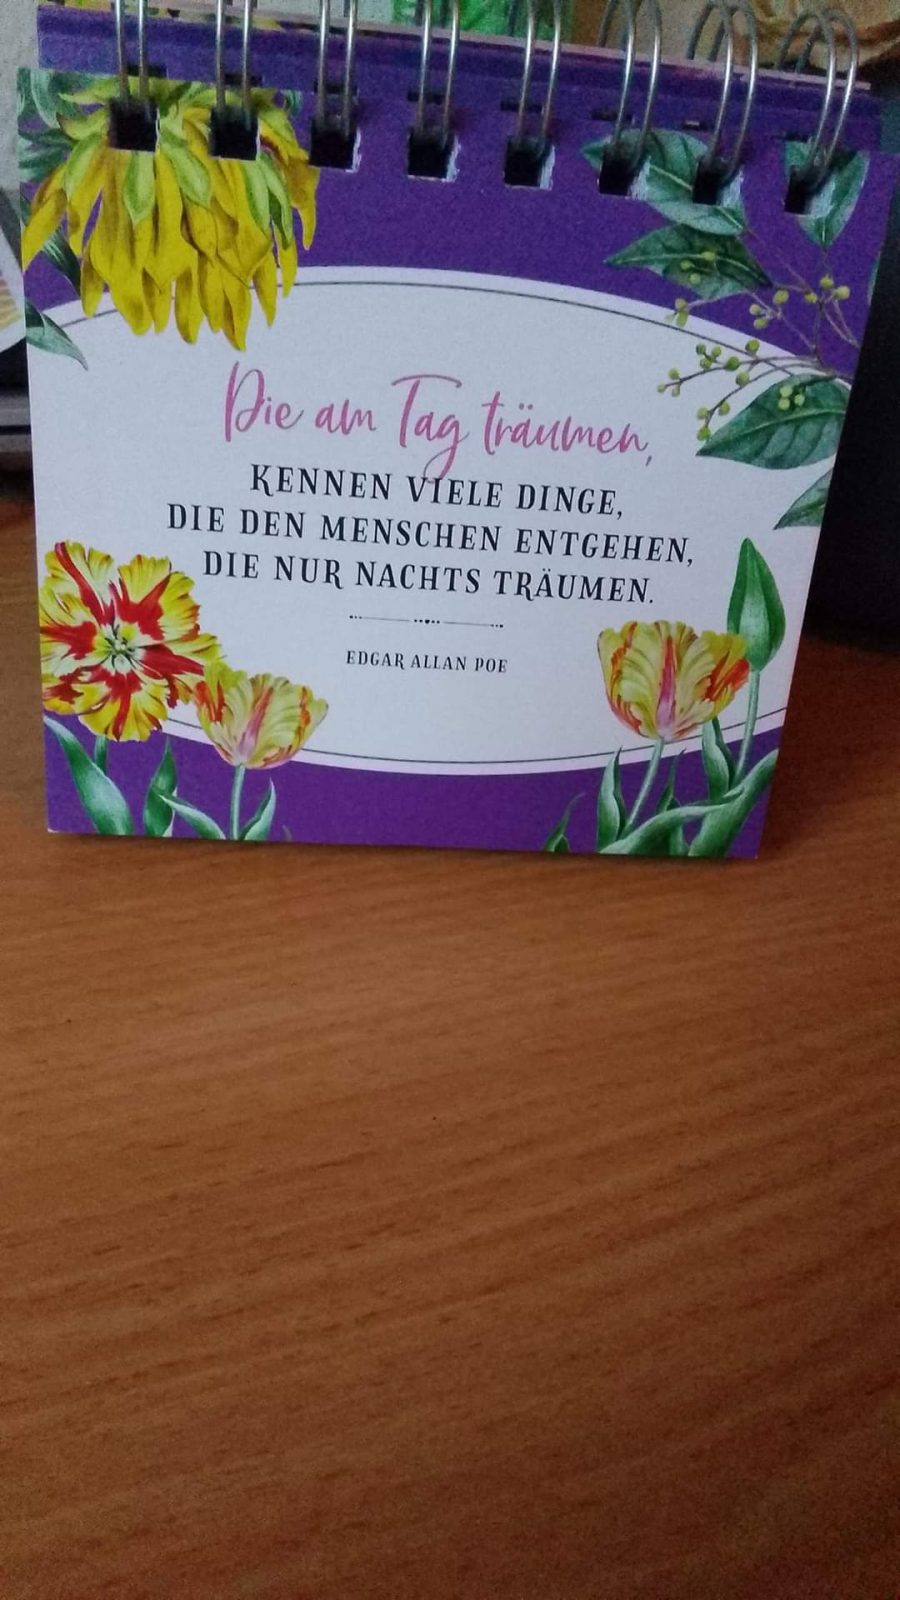 Die am Tag träumen,
KENNEN VIELE DINGE,
DIE DEN MENSCHEN ENTGEHEN,
DIE NUR NACHTS TRÄUMEN.
EDGAR ALLAN POE